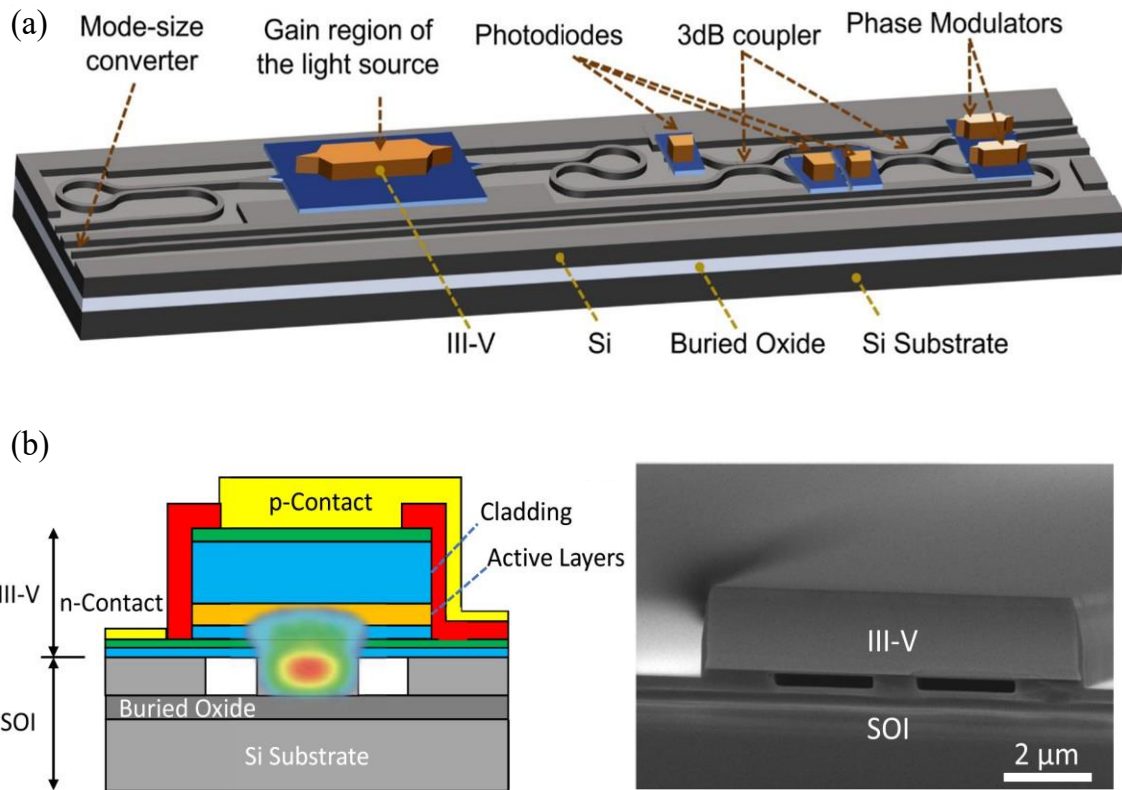 (a)
Mode-size
converter
Gain region of
the light source
Photodiodes
3dB coupler
Phase Modulators
III-V
Si
Buried Oxide
Si Substrate
(b)
p-Contact
Cladding
Active Layers
III-V
n-Contact
SOI
Buried Oxide
Si Substrate
III-V
SOI
2 μm